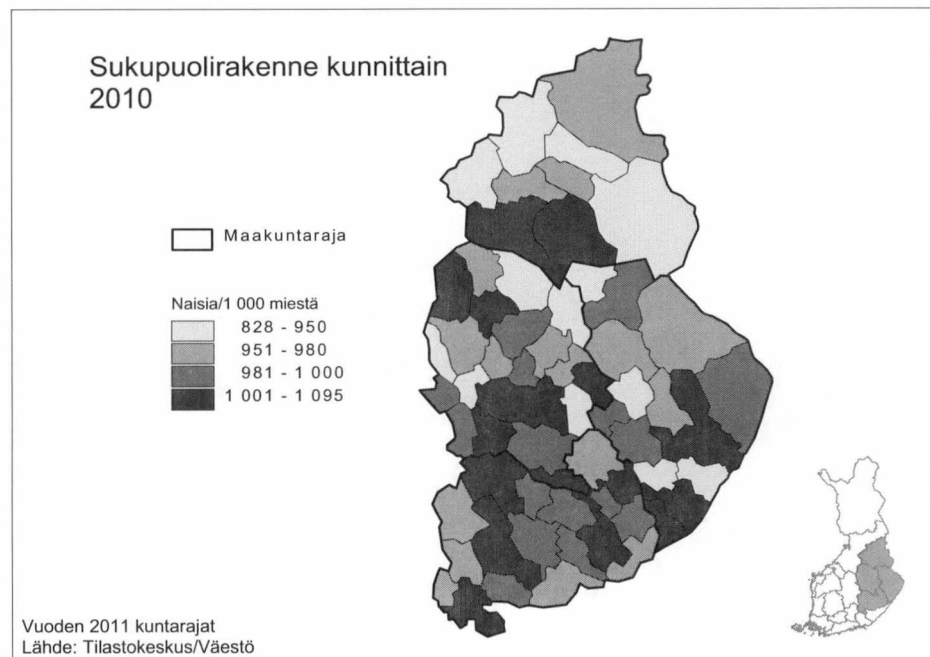 Sukupuolirakenne kunnittain
2010
Maakuntaraja
Naisia/1 000 miestä
828 - 950
951 - 980
981 - 1 000
1 001 - 1 095
Vuoden 2011 kuntarajat
Lähde: Tilastokeskus/Väestö